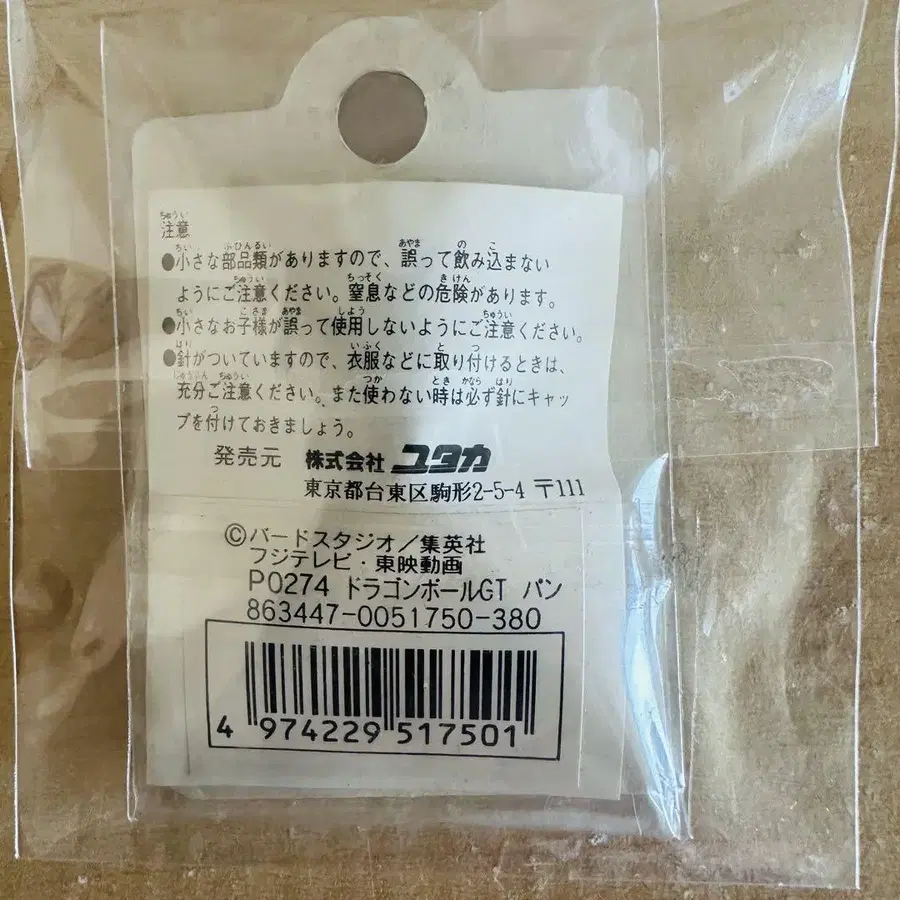 注意
●小さな部品類がありますので、誤って飲み込まない
ようにご注意ください。窒息などの危険があります。
●小さなお子様が誤って使用しないようにご注意ください。
●針がついていますので、衣服などに取り付けるときは、
充分ご注意ください。また使わない時は必ず針にキャッ
プを付けておきましょう。
発売元 株式会社 ユタカ
東京都台東区駒形2-5-4 〒111
©バードスタジオ/集英社
フジテレビ・東映動画
P0274 ドラゴンボールGT パン
863447-0051750-380
4 974229 517501